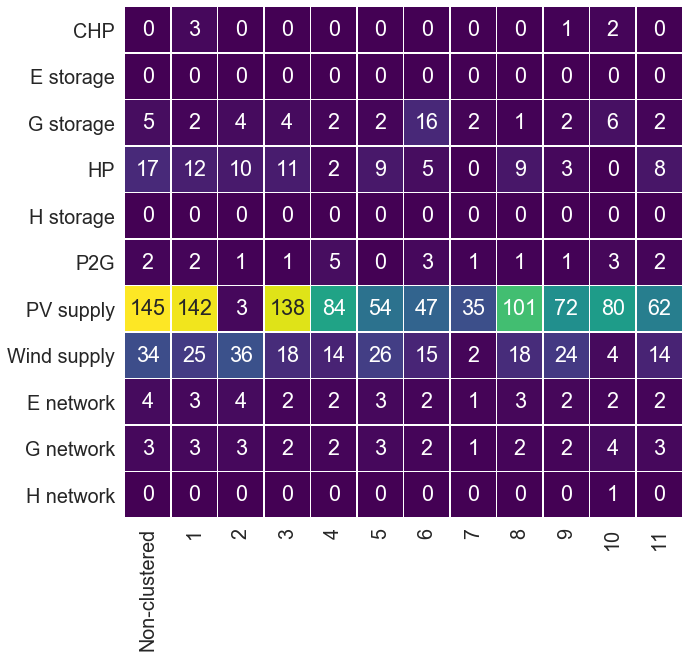 CHP 0 3 0 0 0 0 0 0 0 1 2 0
E storage 0 0 0 0 0 0 0 0 0 0 0 0
G storage 5 2 4 4 2 2 16 2 1 2 6 2
HP 17 12 10 11 2 9 5 0 9 3 0 8
H storage 0 0 0 0 0 0 0 0 0 0 0 0
P2G 2 2 1 1 5 0 3 1 1 1 3 2
PV supply 145 142 3 138 84 54 47 35 101 72 80 62
Wind supply 34 25 36 18 14 26 15 2 18 24 4 14
E network 4 3 4 2 2 3 2 1 3 2 2 2
G network 3 3 3 2 2 3 2 1 2 2 4 3
H network 0 0 0 0 0 0 0 0 0 0 1 0
Non-clustered 1 2 3 4 5 6 7 8 9 10 11